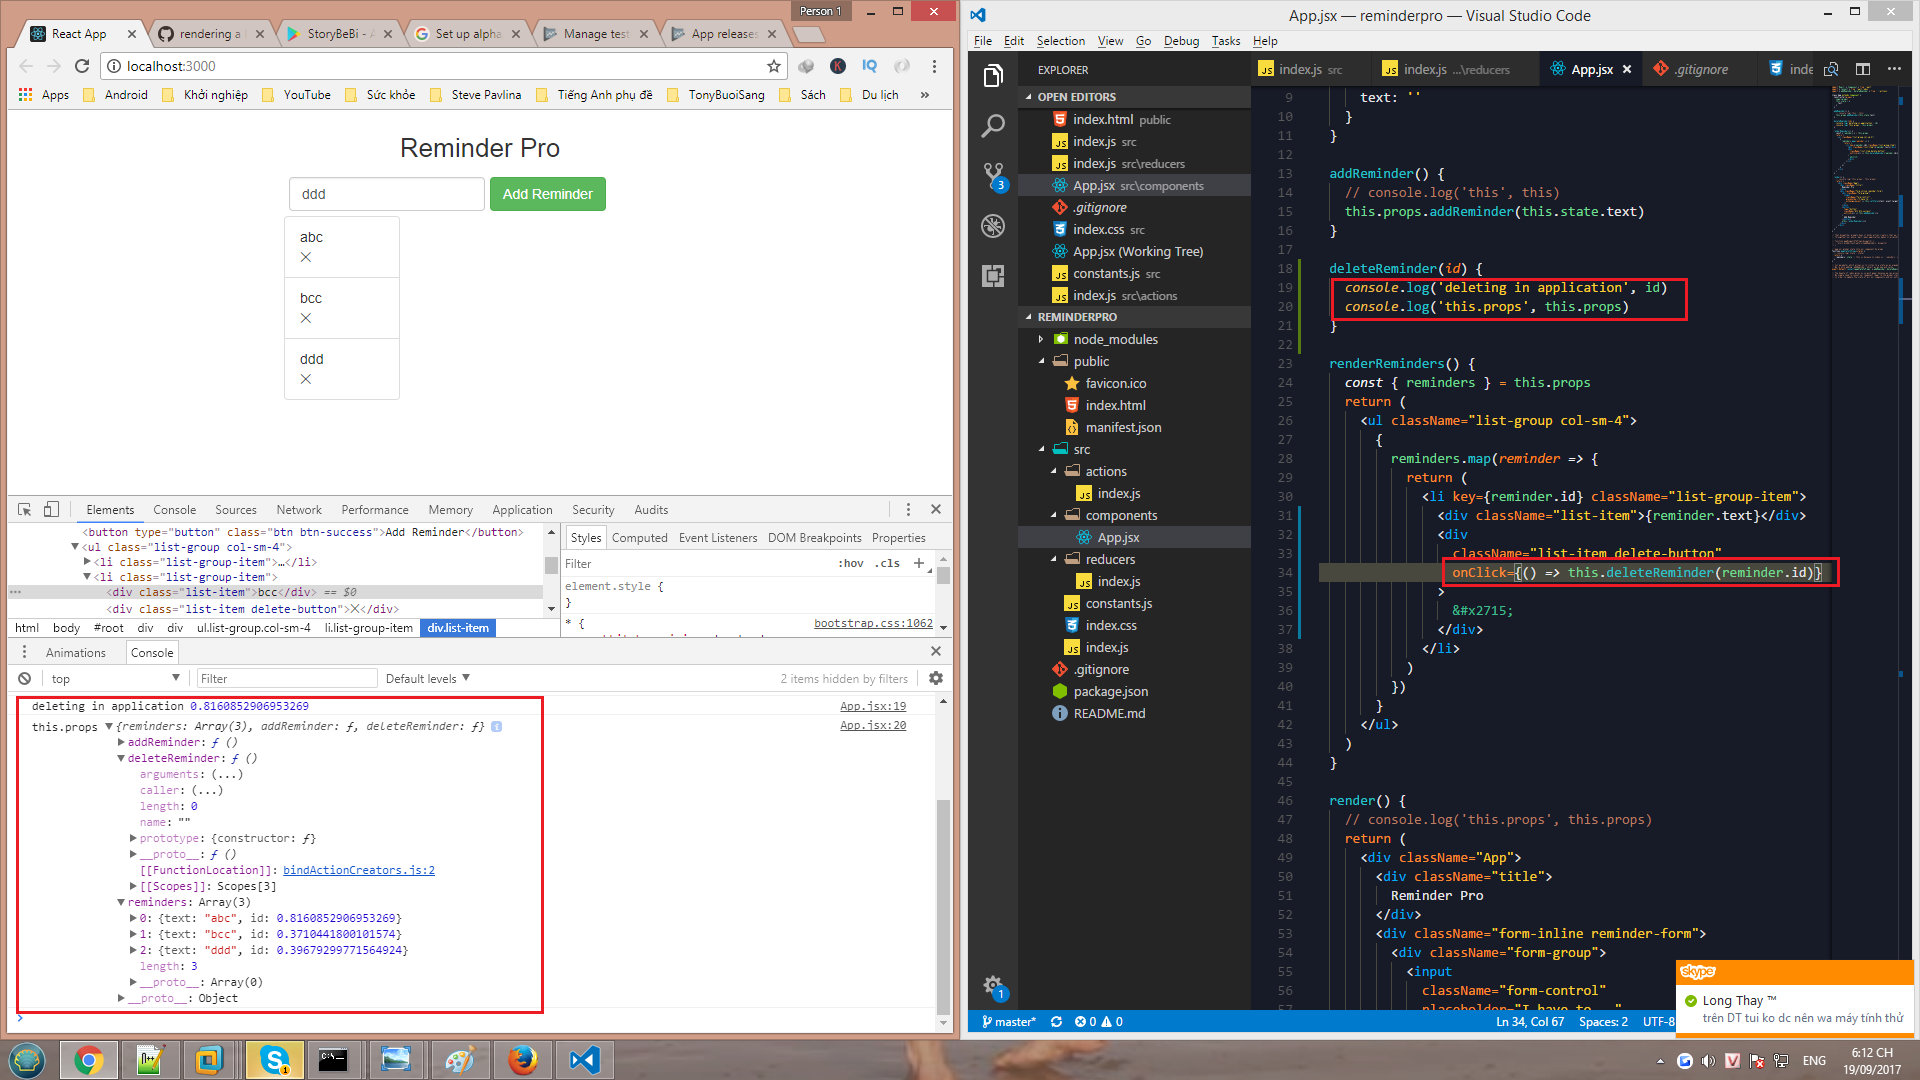 Person 1
React App
rendering a
StoryBeBi - A
Set up alpha
Manage test
App releases
localhost:3000
Apps
Android
Khởi nghiệp
YouTube
Sức khỏe
Steve Pavlina
Tiếng Anh phụ đề
TonyBuoiSang
Sách
Du lịch
»
Reminder Pro
ddd
Add Reminder
abc
bcc
ddd
Elements
Console
Sources
Network
Performance
Memory
Application
Security
Audits
<button type="button" class="btn btn-success">Add Reminder</button>
▼<ul class="list-group col-sm-4">
▶<li class="list-group-item">…</li>
▼<li class="list-group-item">
<div class="list-item">bcc</div> == $0
<div class="list-item delete-button">✕</div>
html body #root div div ul.list-group.col-sm-4 li.list-group-item div.list-item
Styles
Computed
Event Listeners
DOM Breakpoints
Properties
Filter
:hov .cls +
element.style {
}
* {
bootstrap.css:1062
Animations
Console
top
Filter
Default levels ▼
2 items hidden by filters
deleting in application 0.8160852906953269
App.jsx:19
this.props ▼{reminders: Array(3), addReminder: ƒ, deleteReminder: ƒ}
App.jsx:20
▶addReminder: ƒ ()
▼deleteReminder: ƒ ()
arguments: (...)
caller: (...)
length: 0
name: ""
▶prototype: {constructor: ƒ}
▶__proto__: ƒ ()
[[FunctionLocation]]: bindActionCreators.js:2
▶[[Scopes]]: Scopes[3]
▼reminders: Array(3)
▶0: {text: "abc", id: 0.8160852906953269}
▶1: {text: "bcc", id: 0.3710441800101574}
▶2: {text: "ddd", id: 0.39679299771564924}
length: 3
▶__proto__: Array(0)
▶__proto__: Object
App.jsx — reminderpro — Visual Studio Code
File Edit Selection View Go Debug Tasks Help
EXPLORER
OPEN EDITORS
index.html public
index.js src
index.js src\reducers
App.jsx src\components
.gitignore
index.css src
App.jsx (Working Tree)
constants.js src
index.js src\actions
REMINDERPRO
node_modules
public
favicon.ico
index.html
manifest.json
src
actions
index.js
components
App.jsx
reducers
index.js
constants.js
index.css
index.js
.gitignore
package.json
README.md
3
1
index.js src
index.js ...\reducers
App.jsx
.gitignore
inde
9 text: ''
10 }
11 }
12
13 addReminder() {
14 // console.log('this', this)
15 this.props.addReminder(this.state.text)
16 }
17
18 deleteReminder(id) {
19 console.log('deleting in application', id)
20 console.log('this.props', this.props)
21 }
22
23 renderReminders() {
24 const { reminders } = this.props
25 return (
26 <ul className="list-group col-sm-4">
27 {
28 reminders.map(reminder => {
29 return (
30 <li key={reminder.id} className="list-group-item">
31 <div className="list-item">{reminder.text}</div>
32 <div
33 className="list-item delete-button"
34 onClick={() => this.deleteReminder(reminder.id)}
35 >
36 &#x2715;
37 </div>
38 </li>
39 )
40 })
41 }
42 </ul>
43 )
44 }
45
46 render() {
47 // console.log('this.props', this.props)
48 return (
49 <div className="App">
50 <div className="title">
51 Reminder Pro
52 </div>
53 <div className="form-inline reminder-form">
54 <div className="form-group">
55 <input
56 className="form-control"
57 placeholder="I have to..."
master*
0 0
Ln 34, Col 67
Spaces: 2
UTF-8
skype
Long Thay ™
trên DT tui ko dc nên wa máy tính thử
ENG
6:12 CH
19/09/2017